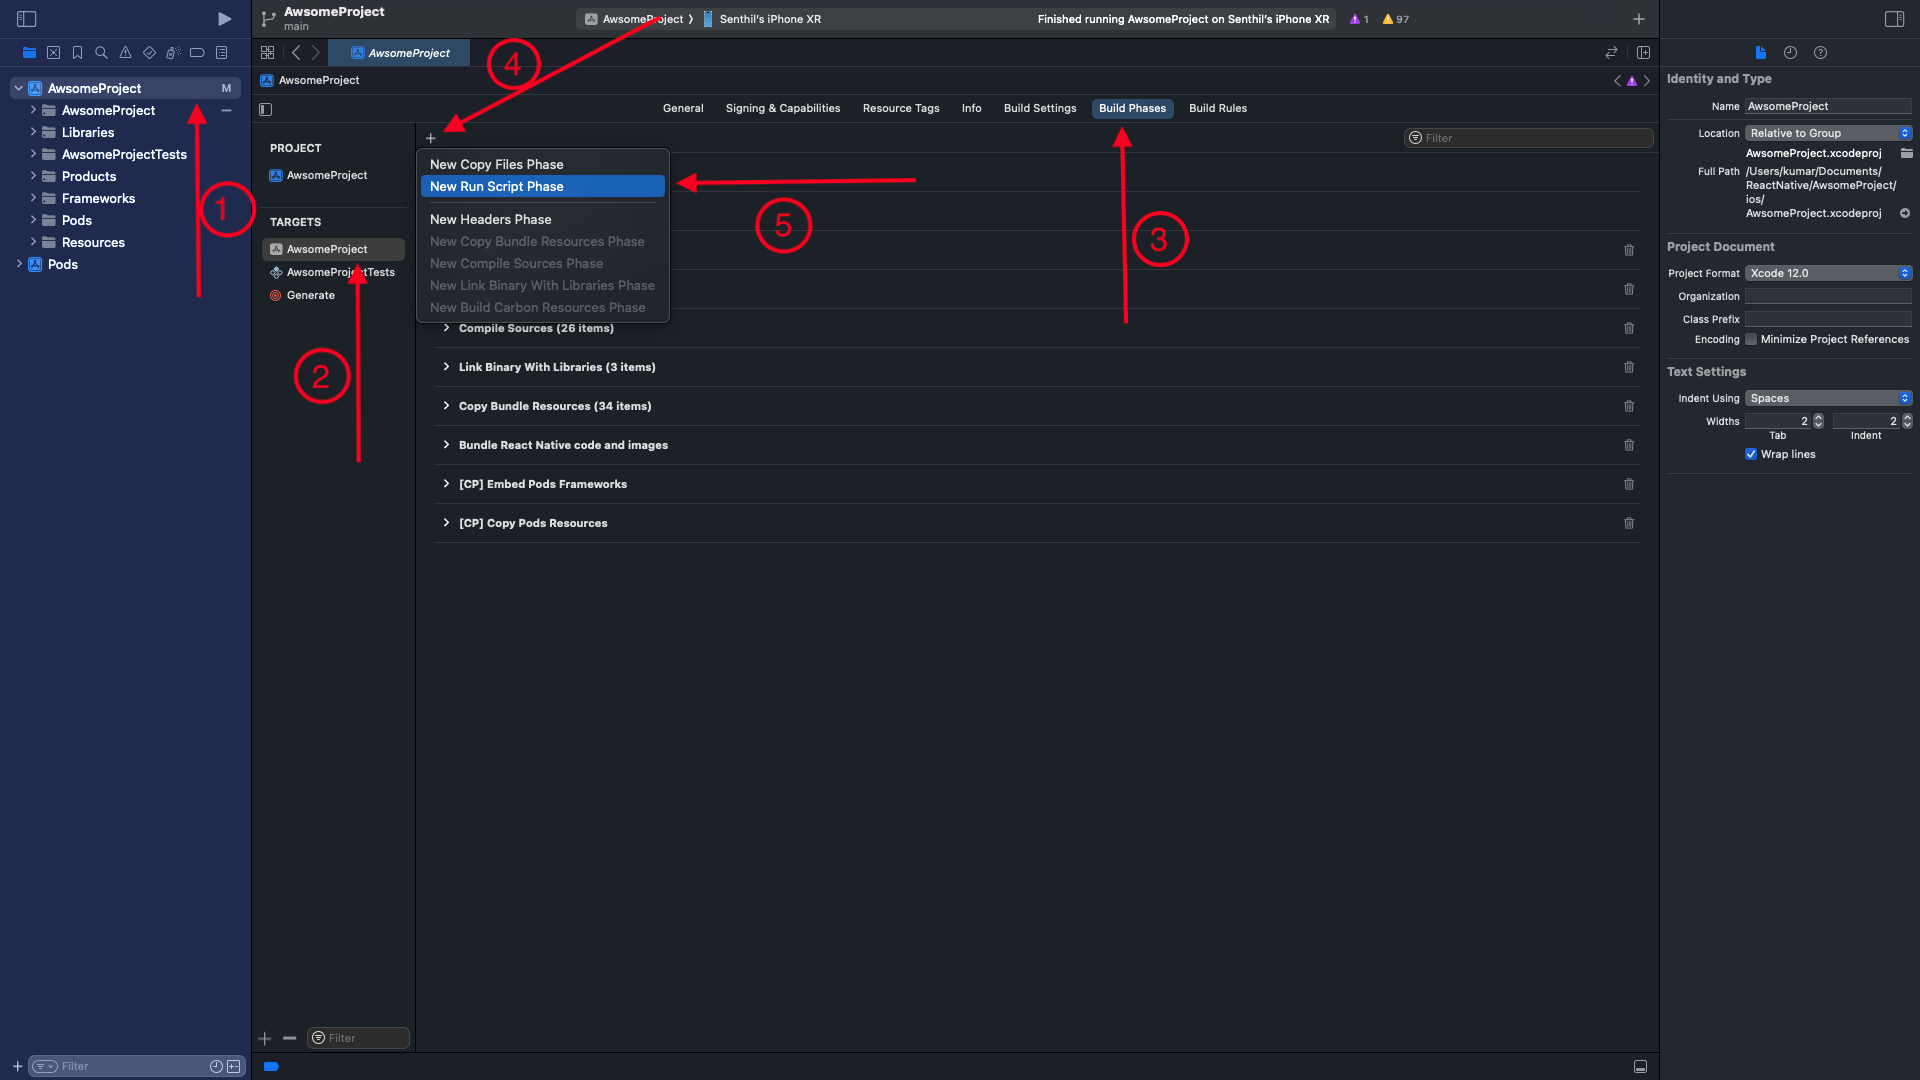 AwsomeProject
main
AwsomeProject
Senthil's iPhone XR
Finished running AwsomeProject on Senthil's iPhone XR
1
97
AwsomeProject
AwsomeProject
AwsomeProject
M
AwsomeProject
Libraries
AwsomeProjectTests
Products
Frameworks
Pods
Resources
Pods
Filter
General
Signing & Capabilities
Resource Tags
Info
Build Settings
Build Phases
Build Rules
PROJECT
AwsomeProject
TARGETS
AwsomeProject
AwsomeProjectTests
Generate
Filter
Filter
New Copy Files Phase
New Run Script Phase
New Headers Phase
New Copy Bundle Resources Phase
New Compile Sources Phase
New Link Binary With Libraries Phase
New Build Carbon Resources Phase
Compile Sources (26 items)
Link Binary With Libraries (3 items)
Copy Bundle Resources (34 items)
Bundle React Native code and images
[CP] Embed Pods Frameworks
[CP] Copy Pods Resources
1
2
3
4
5
Identity and Type
Name AwsomeProject
Location Relative to Group
AwsomeProject.xcodeproj
Full Path /Users/kumar/Documents/
ReactNative/AwsomeProject/
ios/
AwsomeProject.xcodeproj
Project Document
Project Format Xcode 12.0
Organization
Class Prefix
Encoding Minimize Project References
Text Settings
Indent Using Spaces
Widths 2 2
Tab Indent
Wrap lines